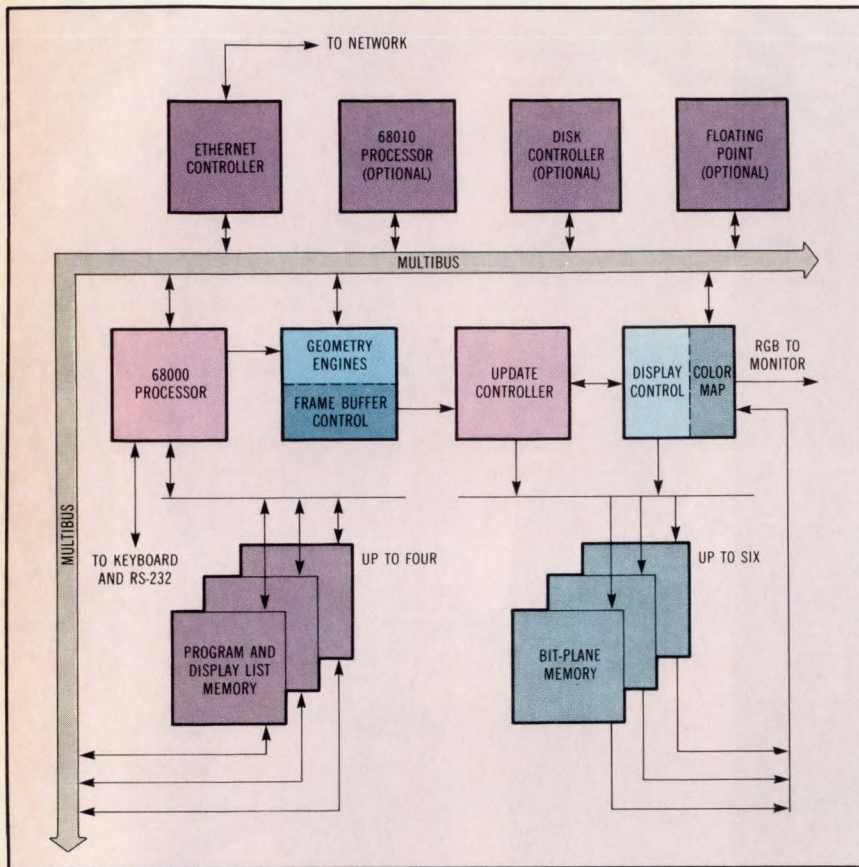 TO NETWORK
ETHERNET
CONTROLLER
68010
PROCESSOR
(OPTIONAL)
DISK
CONTROLLER
(OPTIONAL)
FLOATING
POINT
(OPTIONAL)
MULTIBUS
68000
PROCESSOR
GEOMETRY
ENGINES
FRAME BUFFER
CONTROL
UPDATE
CONTROLLER
DISPLAY
CONTROL
COLOR
MAP
RGB TO
MONITOR
MULTIBUS
TO KEYBOARD
AND RS-232
UP TO FOUR
PROGRAM AND
DISPLAY LIST
MEMORY
UP TO SIX
BIT-PLANE
MEMORY